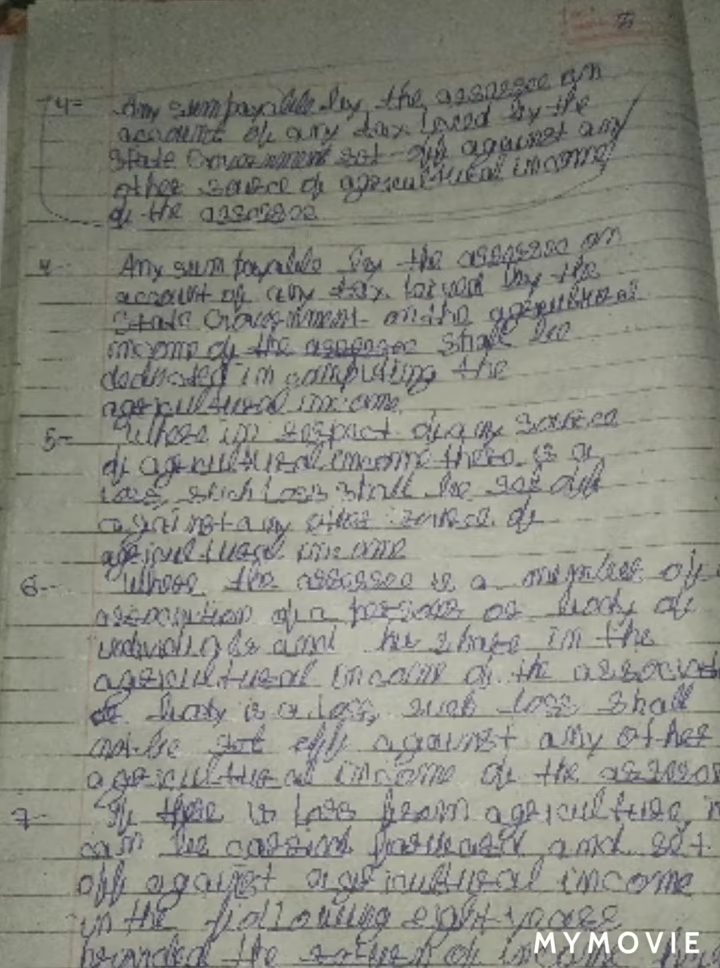 4= Any sum payable by the assessee on
account of any tax levied by the
State Government set off against any
other source of agricultural income
of the assessee
4- Any sum payable by the assessee on
account of any tax levied by the
State Government on the agricultural
income of the assessee shall be
deducted in computing the
agricultural income.
5- Where in respect of any source
of agricultural income there is a
loss, such loss shall be set off
against any other source of
agricultural income
6- Where the assessee is a member of
association of a persons or body of
individuals and his share in the
agricultural income of the associat
or body is a loss, such loss shall
not be set off against any other
agricultural income of the assessee
7- If there is loss from agriculture,
can be carried forward and set
off against agricultural income
in the following eight years
provided the return of income
MYMOVIE